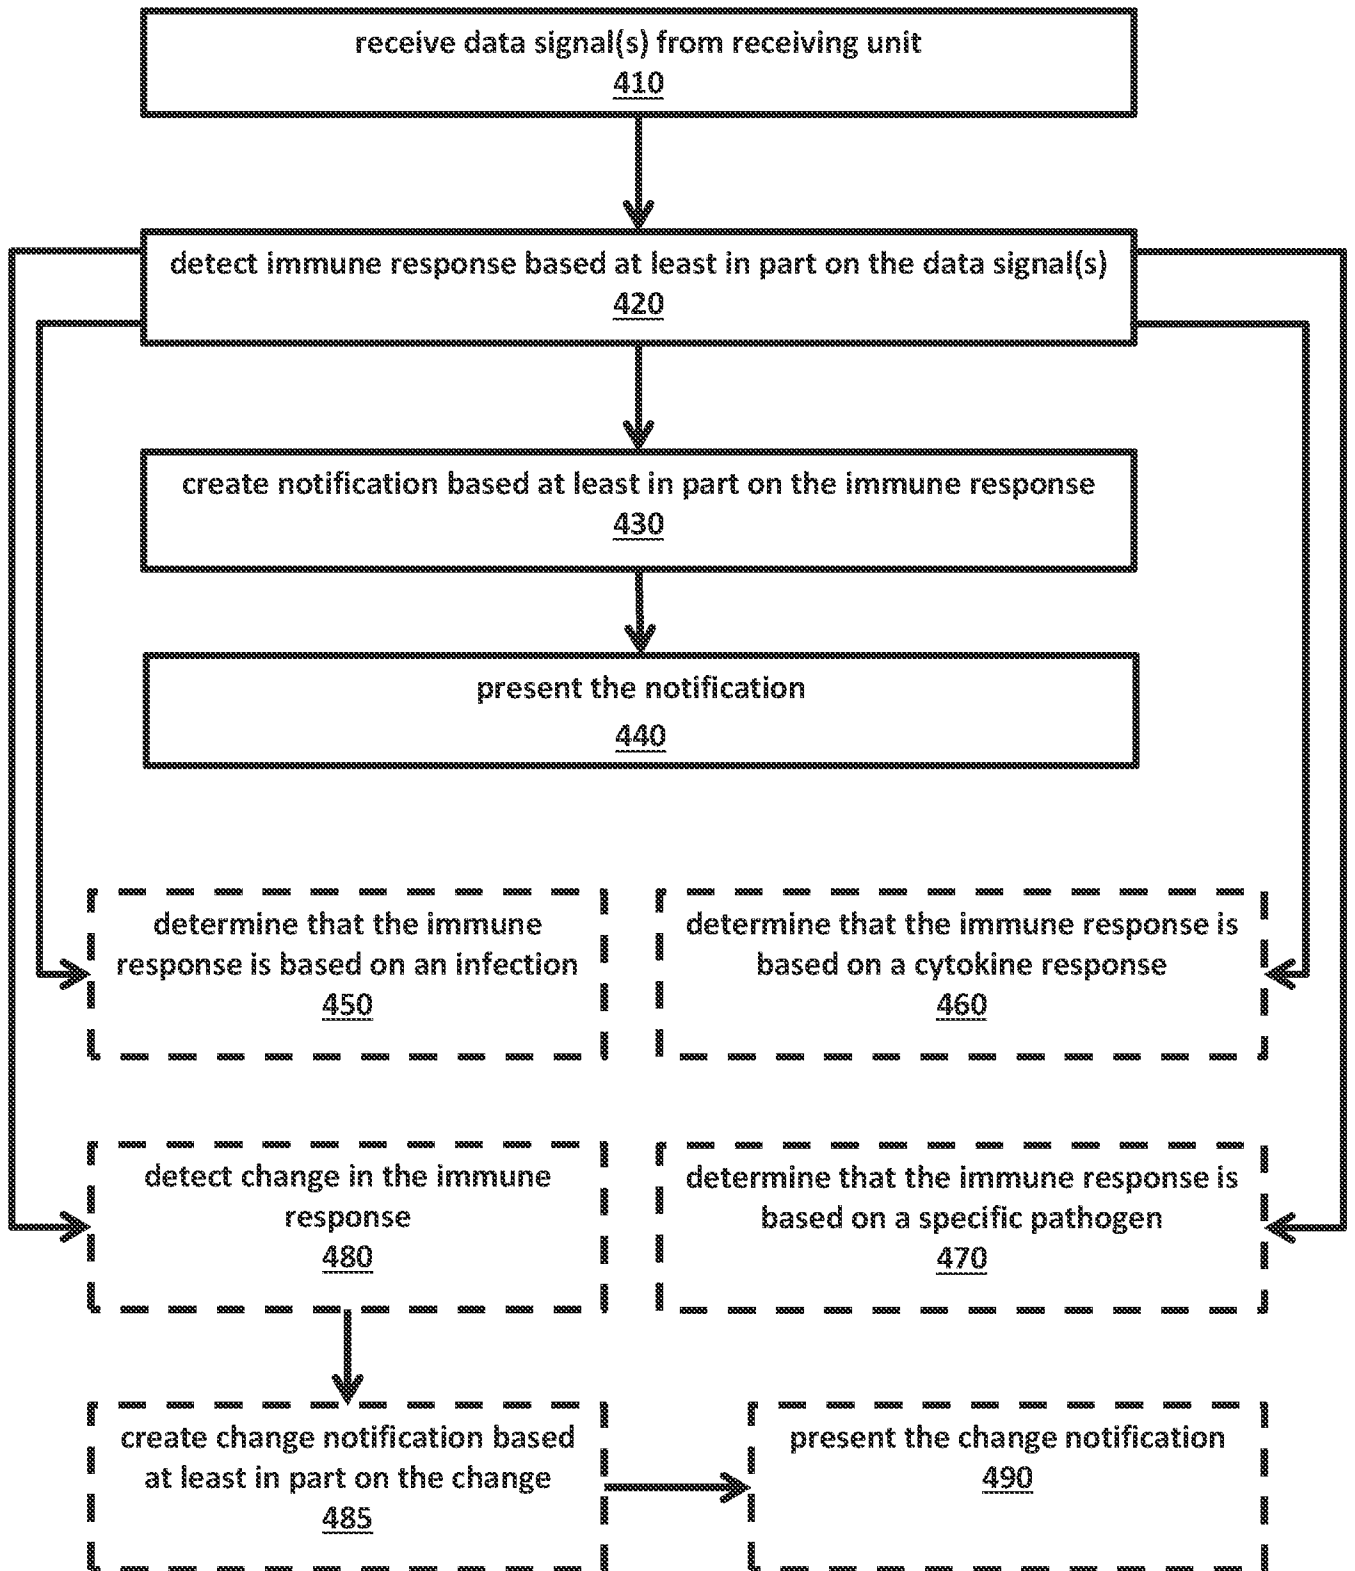 receive data signal(s) from receiving unit
410
detect immune response based at least in part on the data signal(s)
420
create notification based at least in part on the immune response
430
present the notification
440
determine that the immune
response is based on an infection
450
determine that the immune response is
based on a cytokine response
460
detect change in the immune
response
480
determine that the immune response is
based on a specific pathogen
470
create change notification based
at least in part on the change
485
present the change notification
490